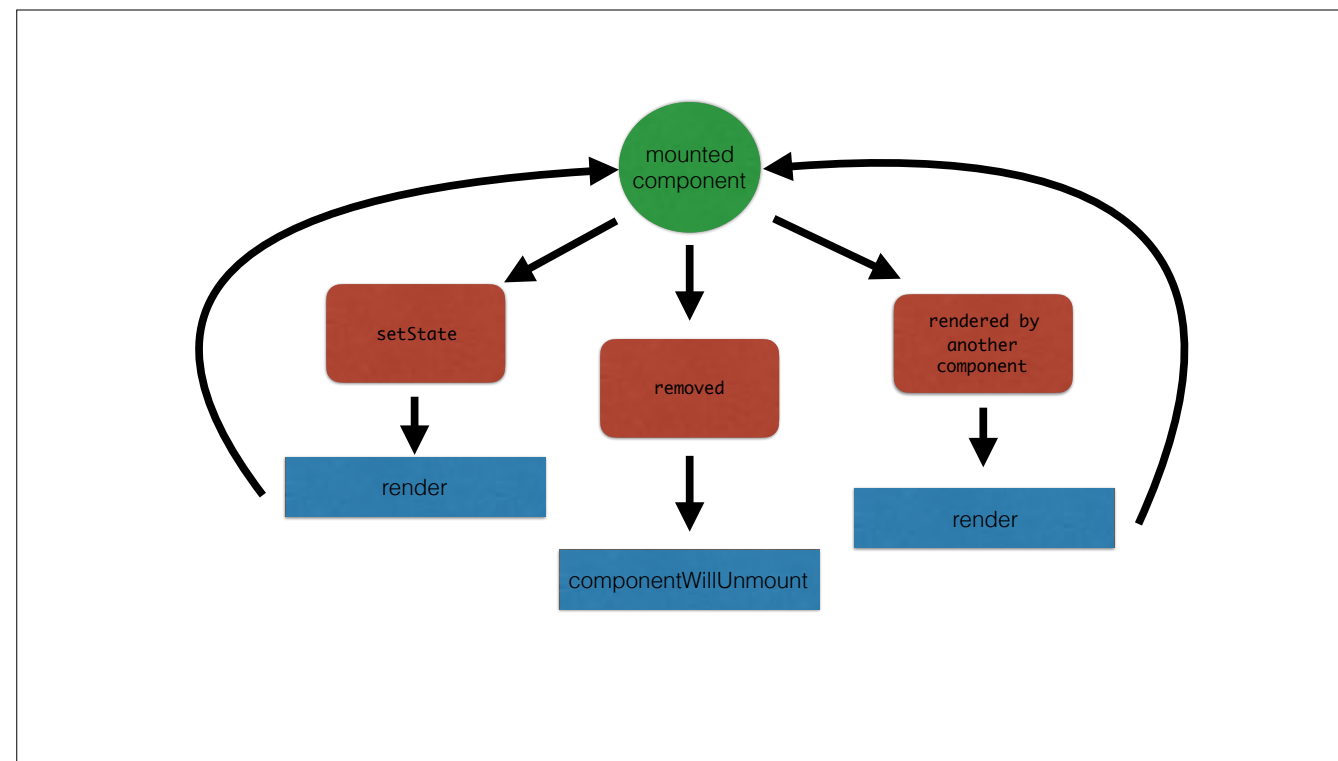 mounted
component
setState
render
removed
componentWillUnmount
rendered by
another
component
render